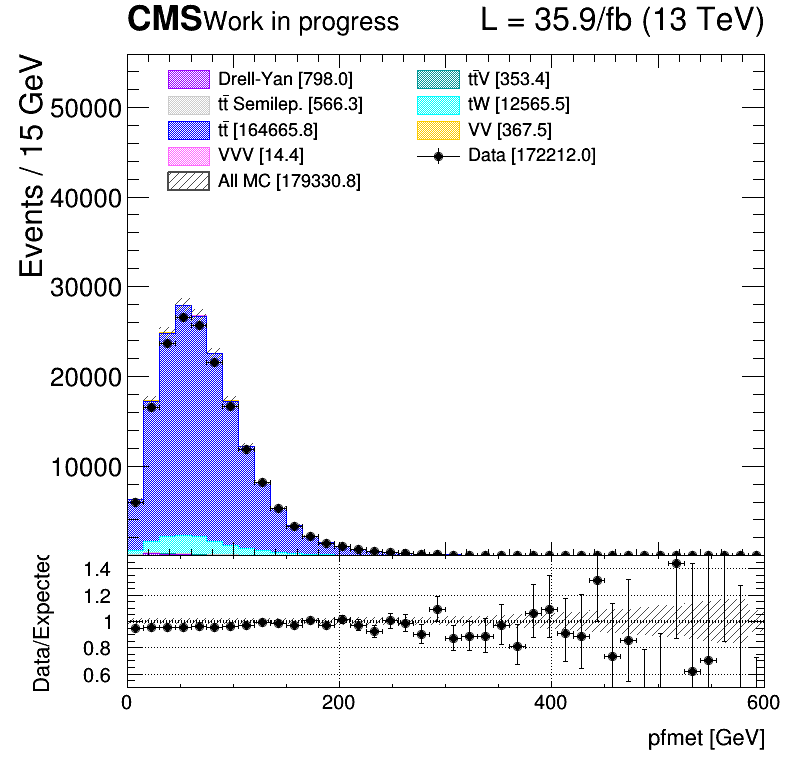 CMS Work in progress L = 35.9/fb (13 TeV)
Events / 15 GeV
50000
40000
30000
20000
10000
Drell-Yan [798.0]
tt̄ Semilep. [566.3]
tt̄ [164665.8]
VVV [14.4]
All MC [179330.8]
tt̄V [353.4]
tW [12565.5]
VV [367.5]
Data [172212.0]
Data/Expected
1.4
1.2
1
0.8
0.6
0 200 400 600
pfmet [GeV]